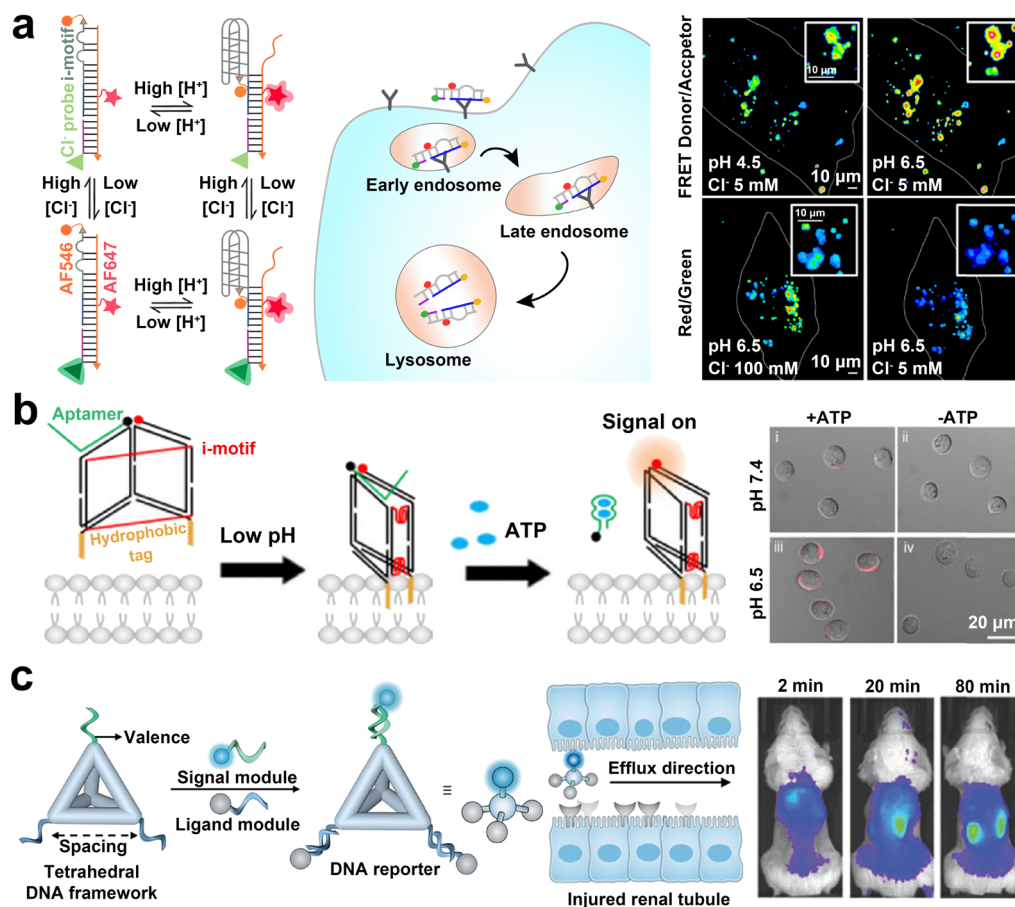 a
Cl⁻ probe
i-motif
High [H⁺]
Low [H⁺]
High
[Cl⁻]
Low
[Cl⁻]
High
[Cl⁻]
Low
[Cl⁻]
AF546
AF647
High [H⁺]
Low [H⁺]
Early endosome
Late endosome
Lysosome
FRET Donor/Accpetor
10 μm
pH 4.5
Cl⁻ 5 mM
10 μm
pH 6.5
Cl⁻ 5 mM
Red/Green
10 μm
pH 6.5
Cl⁻ 100 mM
10 μm
pH 6.5
Cl⁻ 5 mM
b
Aptamer
i-motif
Hydrophobic
tag
Low pH
ATP
Signal on
+ATP
-ATP
pH 7.4
i
ii
pH 6.5
iii
iv
20 μm
c
Valence
Spacing
Tetrahedral
DNA framework
Signal module
Ligand module
≡
DNA reporter
Efflux direction
Injured renal tubule
2 min
20 min
80 min